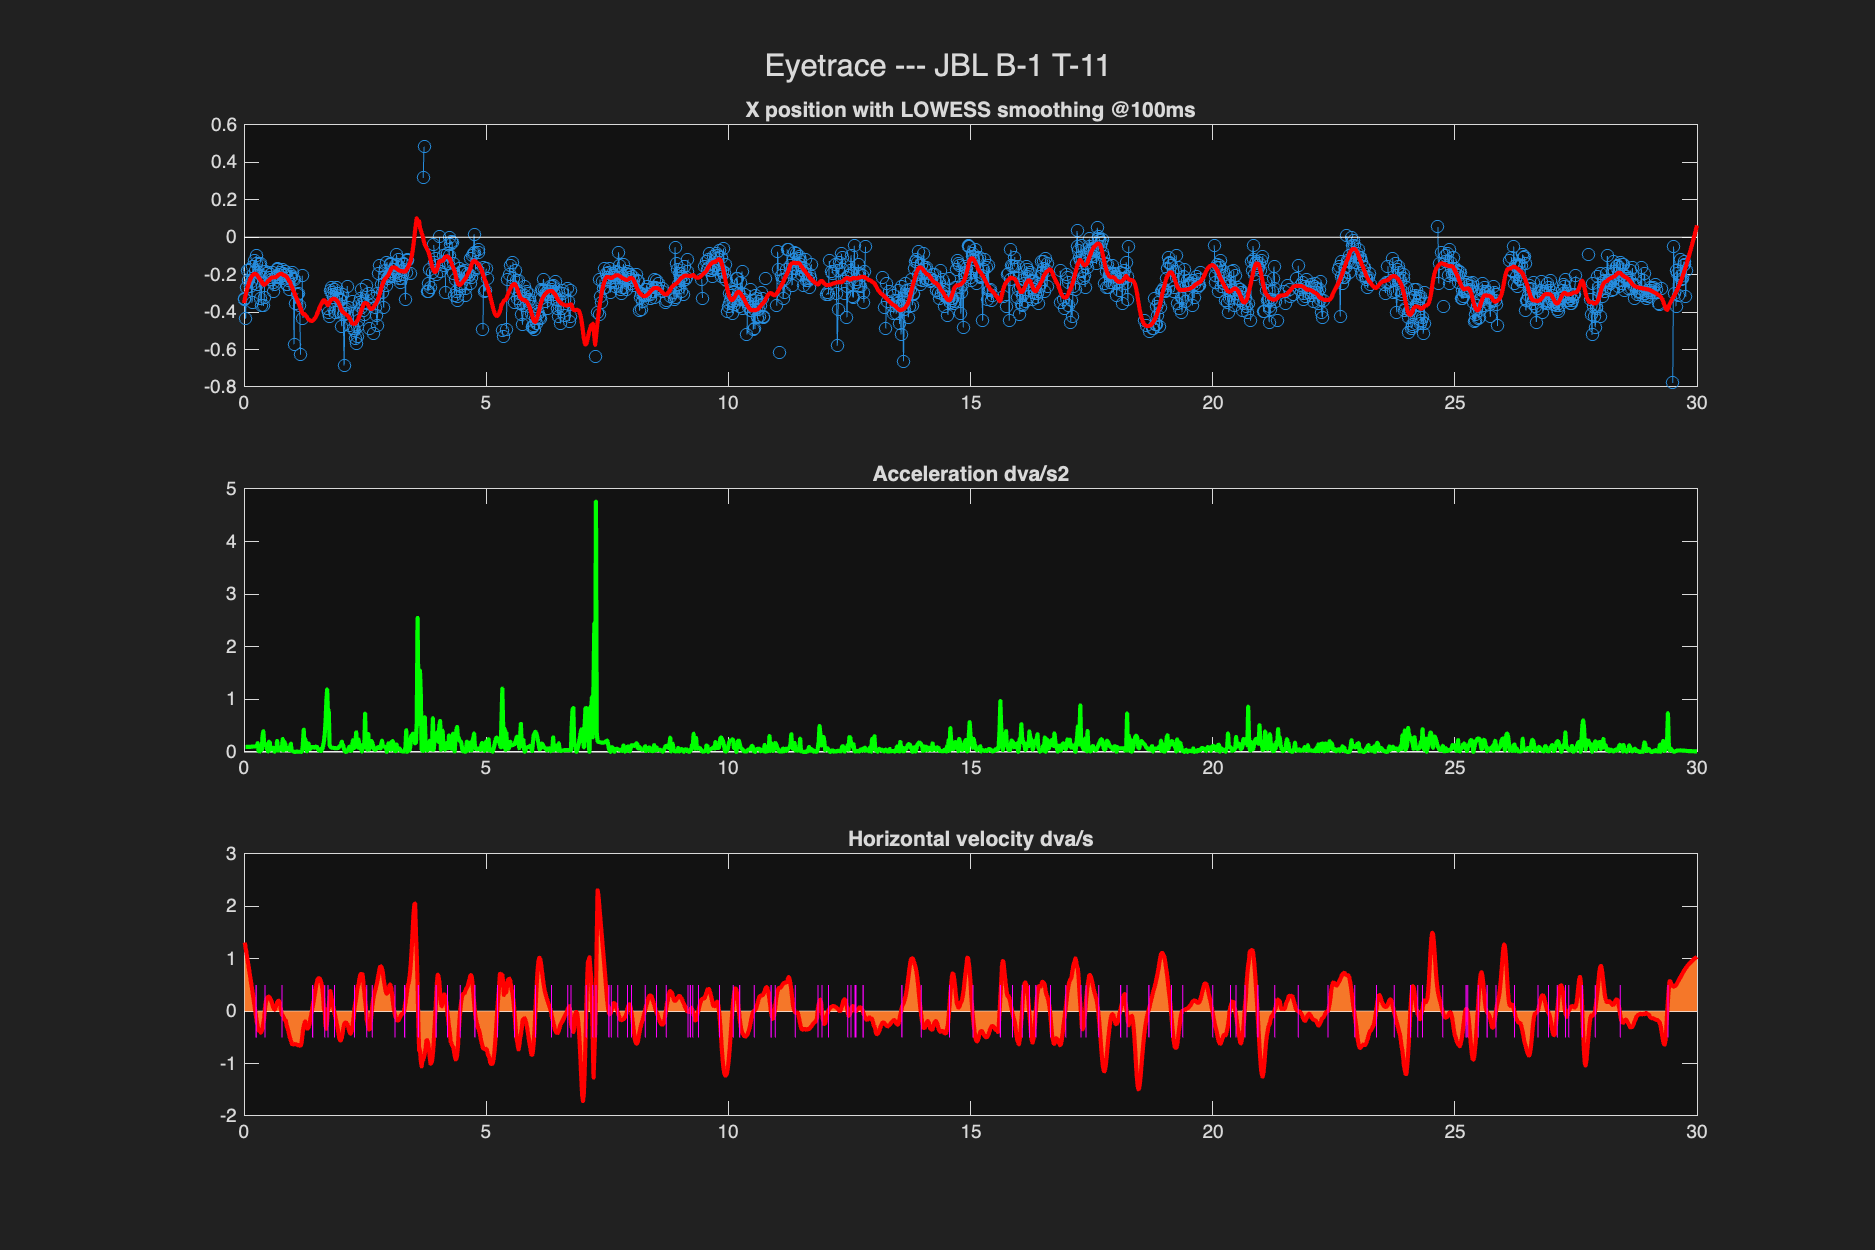 Eyetrace --- JBL B-1 T-11
X position with LOWESS smoothing @100ms
0.6
0.4
0.2
0
-0.2
-0.4
-0.6
-0.8
0 5 10 15 20 25 30
Acceleration dva/s2
5
4
3
2
1
0
0 5 10 15 20 25 30
Horizontal velocity dva/s
3
2
1
0
-1
-2
0 5 10 15 20 25 30